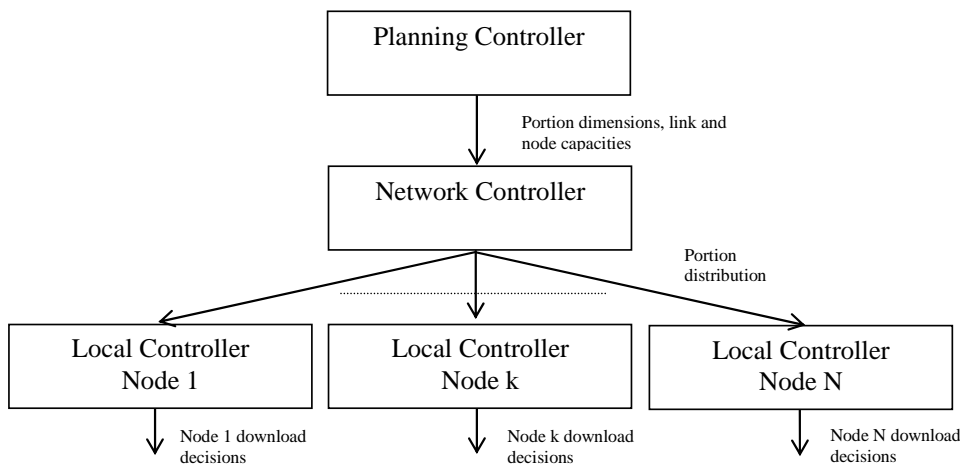 Planning Controller
Portion dimensions, link and
node capacities
Network Controller
Portion
distribution
Local Controller
Node 1
Local Controller
Node k
Local Controller
Node N
Node 1 download
decisions
Node k download
decisions
Node N download
decisions